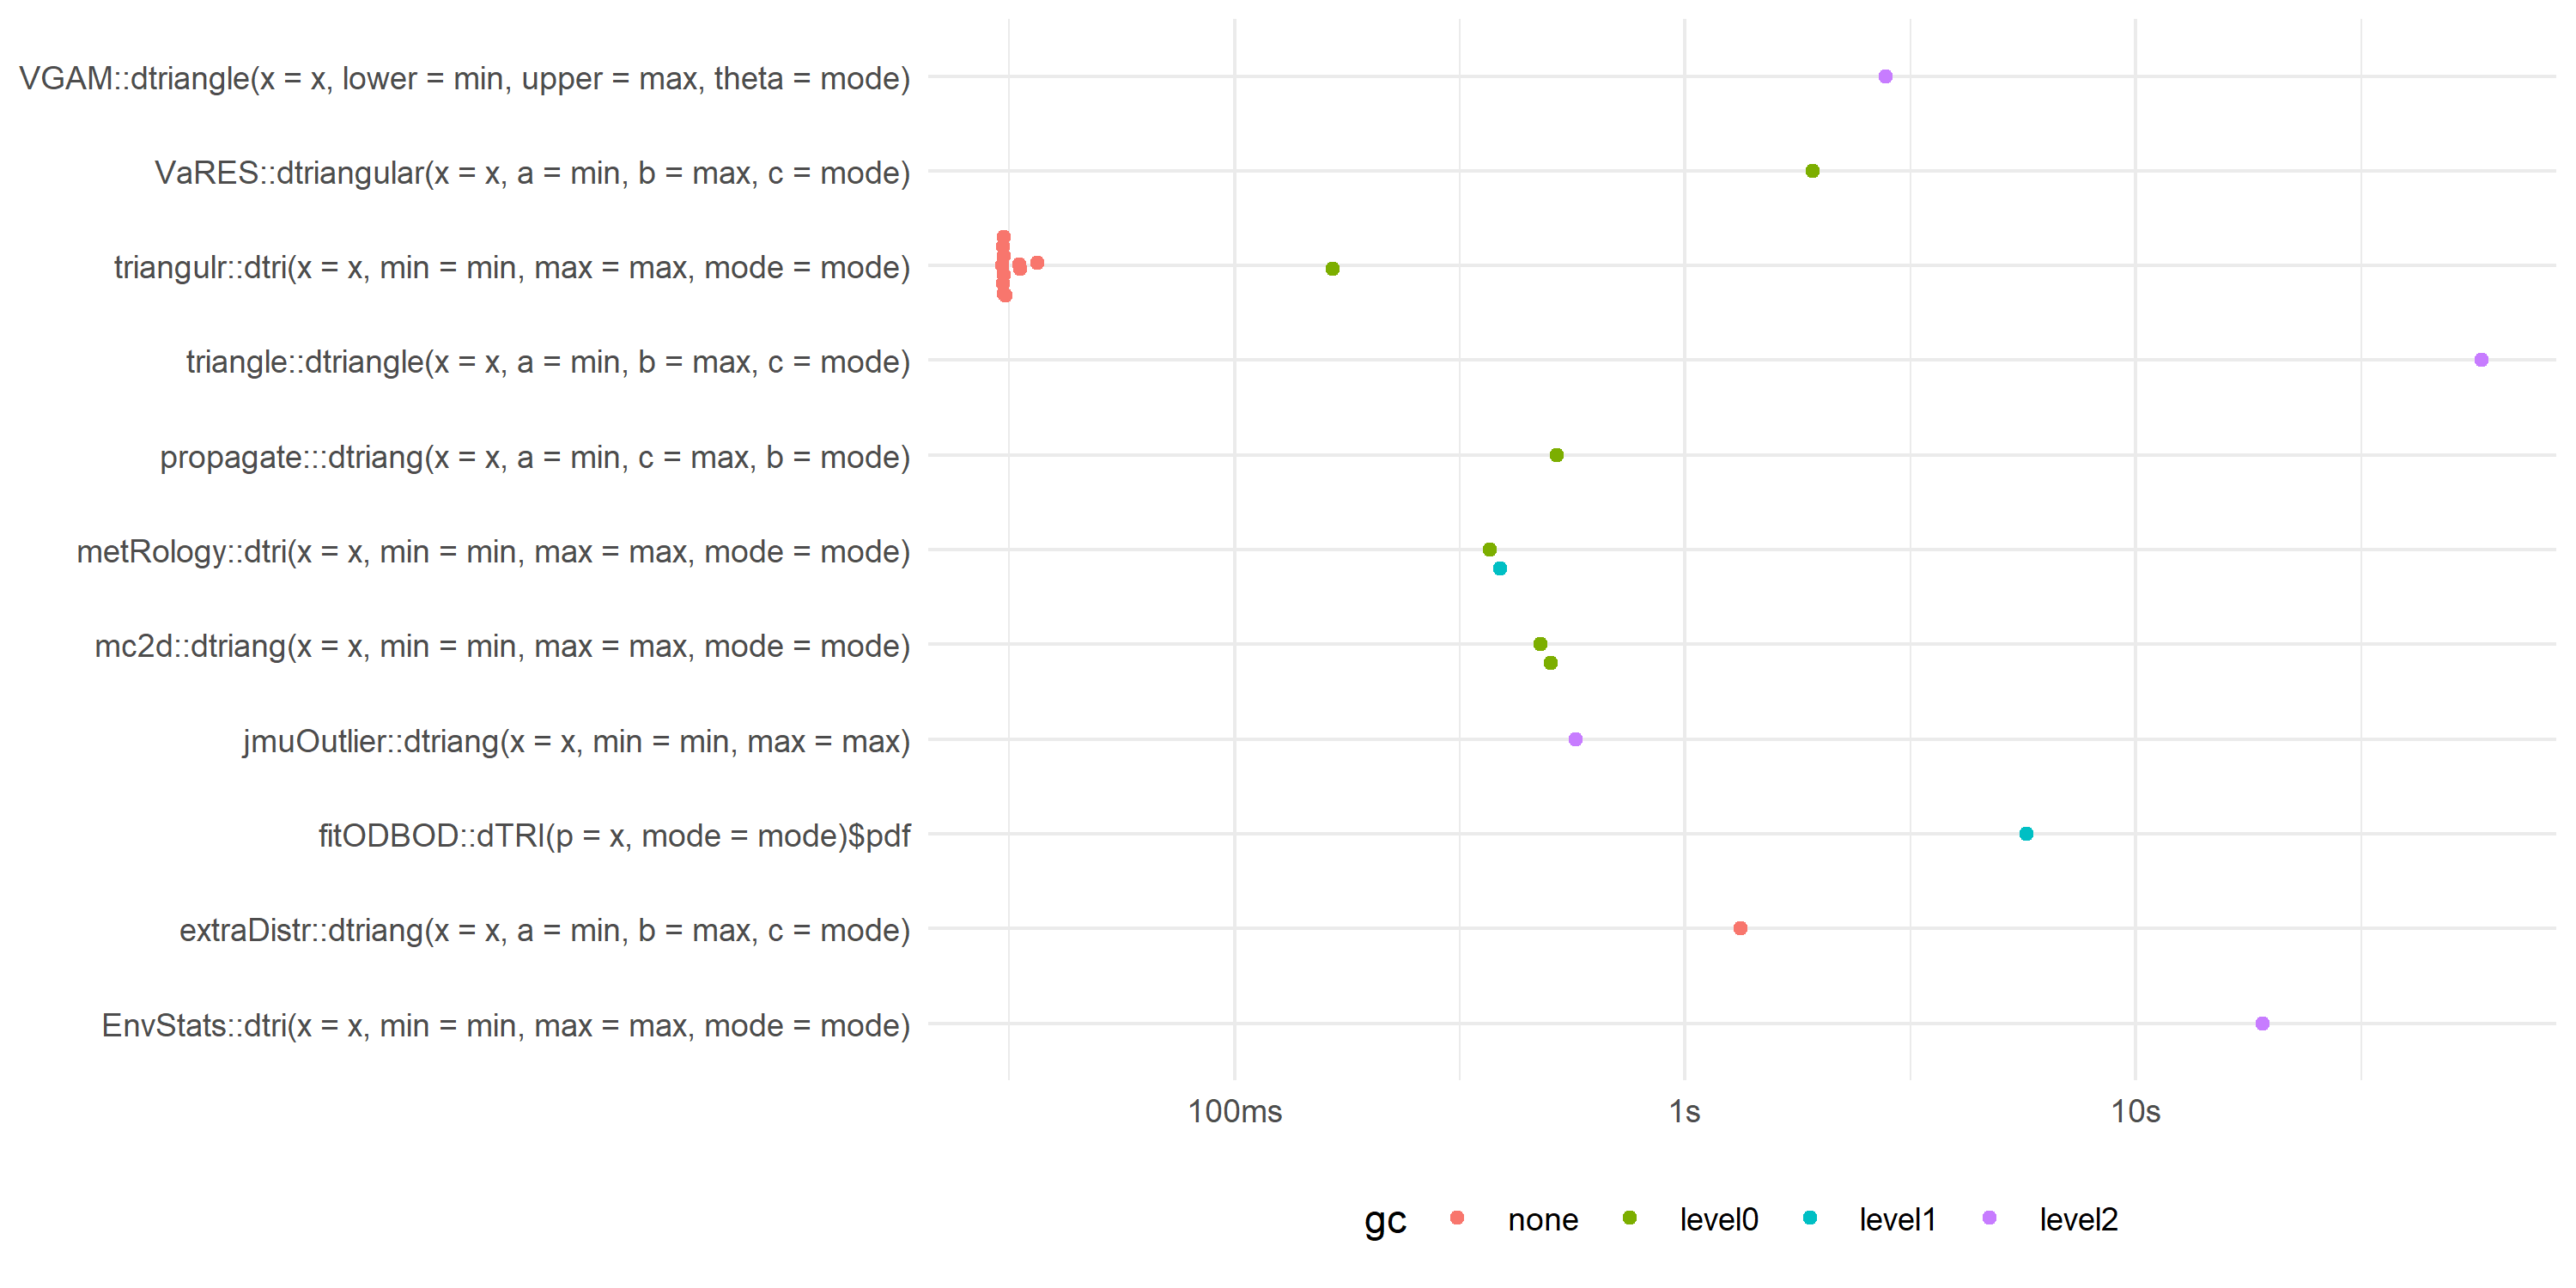 VGAM::dtriangle(x = x, lower = min, upper = max, theta = mode)
VaRES::dtriangular(x = x, a = min, b = max, c = mode)
triangulr::dtri(x = x, min = min, max = max, mode = mode)
triangle::dtriangle(x = x, a = min, b = max, c = mode)
propagate:::dtriang(x = x, a = min, c = max, b = mode)
metRology::dtri(x = x, min = min, max = max, mode = mode)
mc2d::dtriang(x = x, min = min, max = max, mode = mode)
jmuOutlier::dtriang(x = x, min = min, max = max)
fitODBOD::dTRI(p = x, mode = mode)$pdf
extraDistr::dtriang(x = x, a = min, b = max, c = mode)
EnvStats::dtri(x = x, min = min, max = max, mode = mode)
100ms 1s 10s
gc none level0 level1 level2